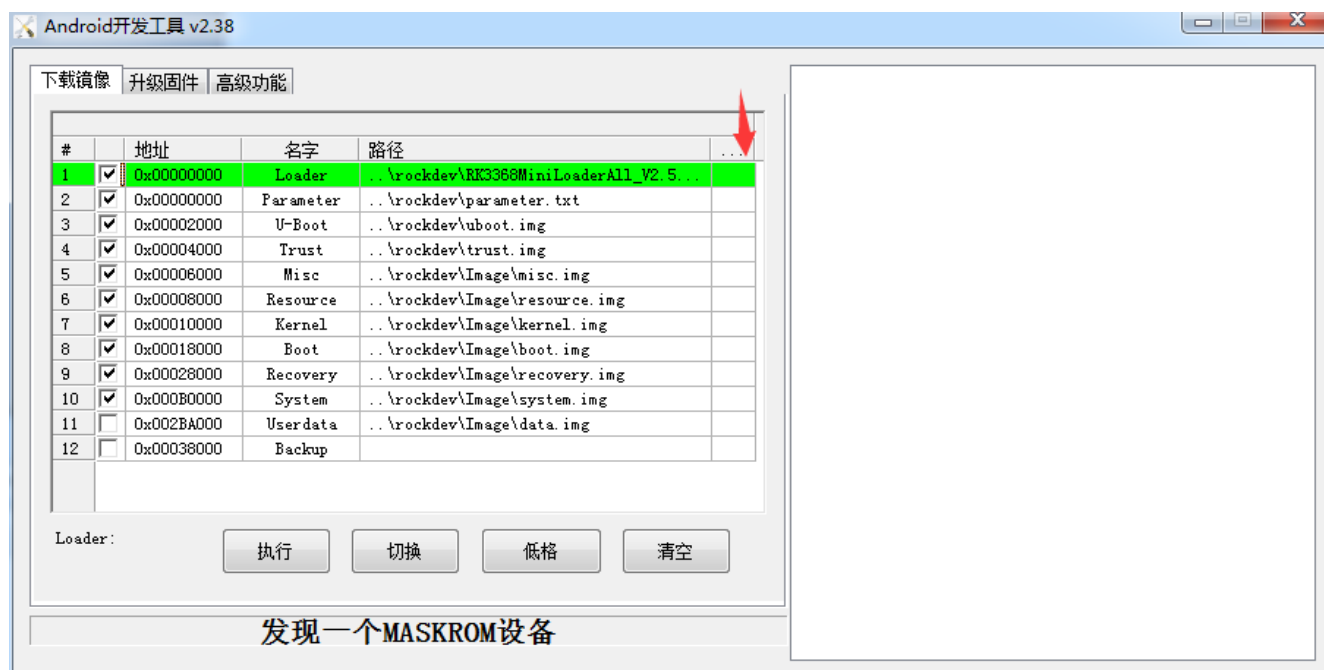 Android开发工具 v2.38
下载镜像 升级固件 高级功能
# 地址 名字 路径 ...
1 0x00000000 Loader ..\rockdev\RK3368MiniLoaderAll_V2.5...
2 0x00000000 Parameter ..\rockdev\parameter.txt
3 0x00002000 U-Boot ..\rockdev\uboot.img
4 0x00004000 Trust ..\rockdev\trust.img
5 0x00006000 Misc ..\rockdev\Image\misc.img
6 0x00008000 Resource ..\rockdev\Image\resource.img
7 0x00010000 Kernel ..\rockdev\Image\kernel.img
8 0x00018000 Boot ..\rockdev\Image\boot.img
9 0x00028000 Recovery ..\rockdev\Image\recovery.img
10 0x000B0000 System ..\rockdev\Image\system.img
11 0x002BA000 Userdata ..\rockdev\Image\data.img
12 0x00038000 Backup
Loader: 执行 切换 低格 清空
发现一个MASKROM设备